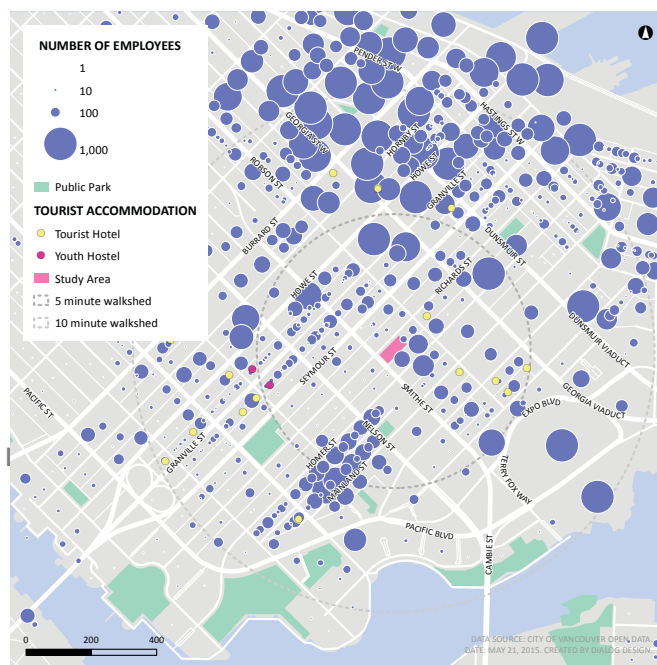 NUMBER OF EMPLOYEES
1
10
100
1,000
Public Park
TOURIST ACCOMMODATION
Tourist Hotel
Youth Hostel
Study Area
5 minute walkshed
10 minute walkshed
PENDER ST W
HASTINGS ST W
GEORGIA ST W
HORNBY ST
HOWE ST
ROBSON ST
GRANVILLE ST
BURRARD ST
DUNSMUIR ST
RICHARDS ST
HOWE ST
DUNSMUIR VIADUCT
SEYMOUR ST
SMITHE ST
GEORGIA VIADUCT
EXPO BLVD
PACIFIC ST
NELSON ST
GRANVILLE ST
HOMER ST
MAINLAND ST
TERRY FOX WAY
PACIFIC BLVD
CAMBIE ST
DATA SOURCE: CITY OF VANCOUVER OPEN DATA.
DATE: MAY 21, 2015. CREATED BY DIALOG DESIGN.
0 200 400